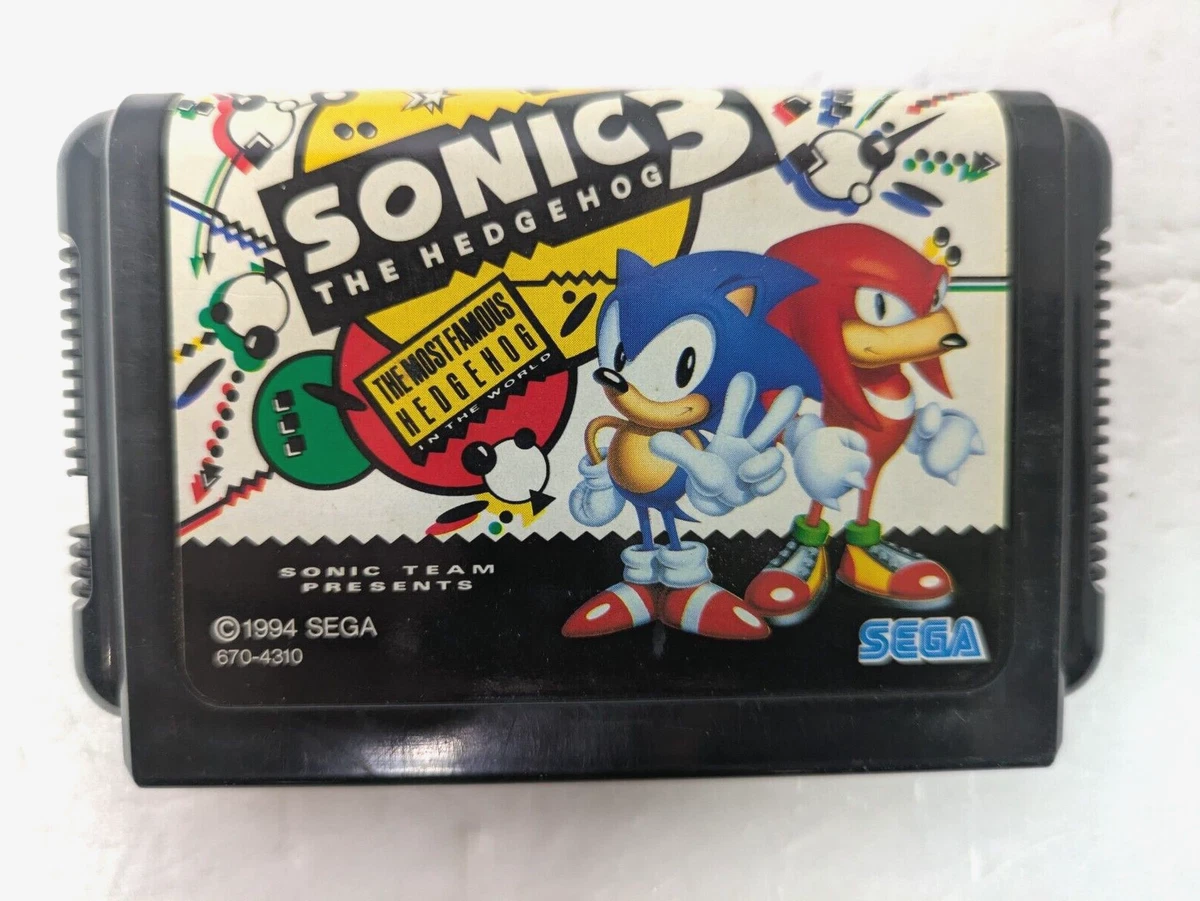 SONIC 3
THE HEDGEHOG
THE MOST FAMOUS
HEDGEHOG
IN THE WORLD
SONIC TEAM
PRESENTS
©1994 SEGA
670-4310
SEGA